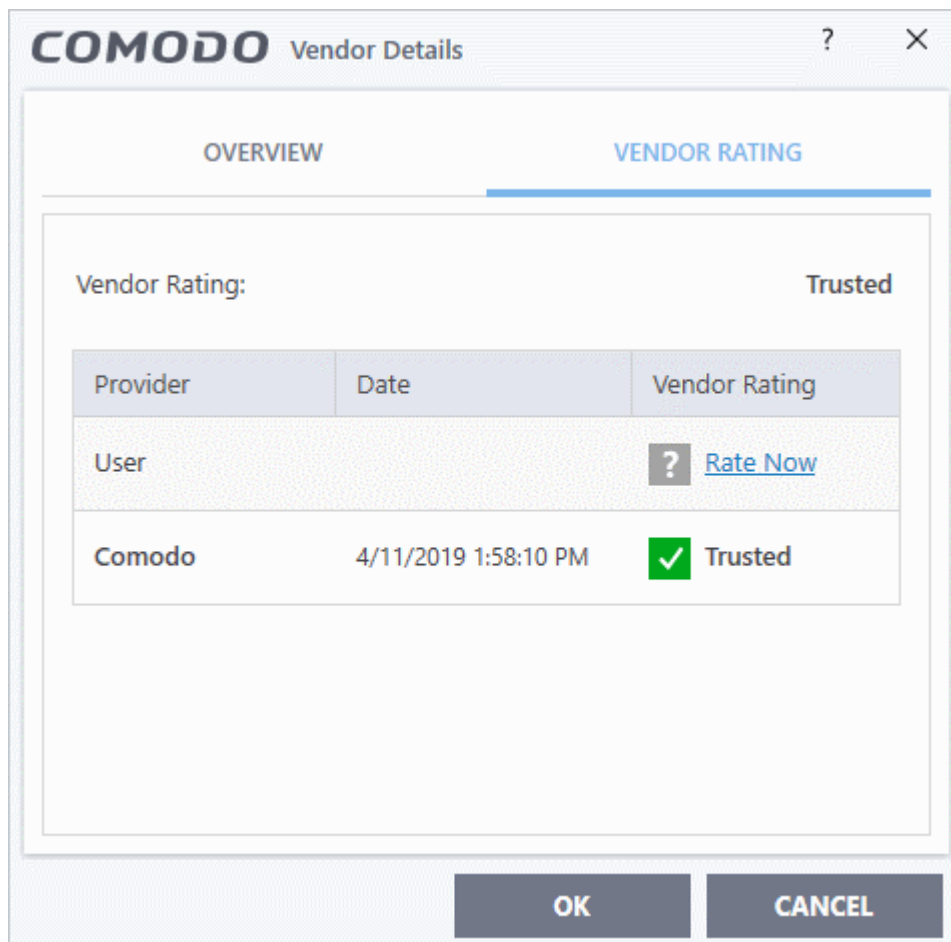 COMODO Vendor Details ? ×
OVERVIEW VENDOR RATING
Vendor Rating: Trusted
Provider Date Vendor Rating
User ? Rate Now
Comodo 4/11/2019 1:58:10 PM Trusted
OK CANCEL